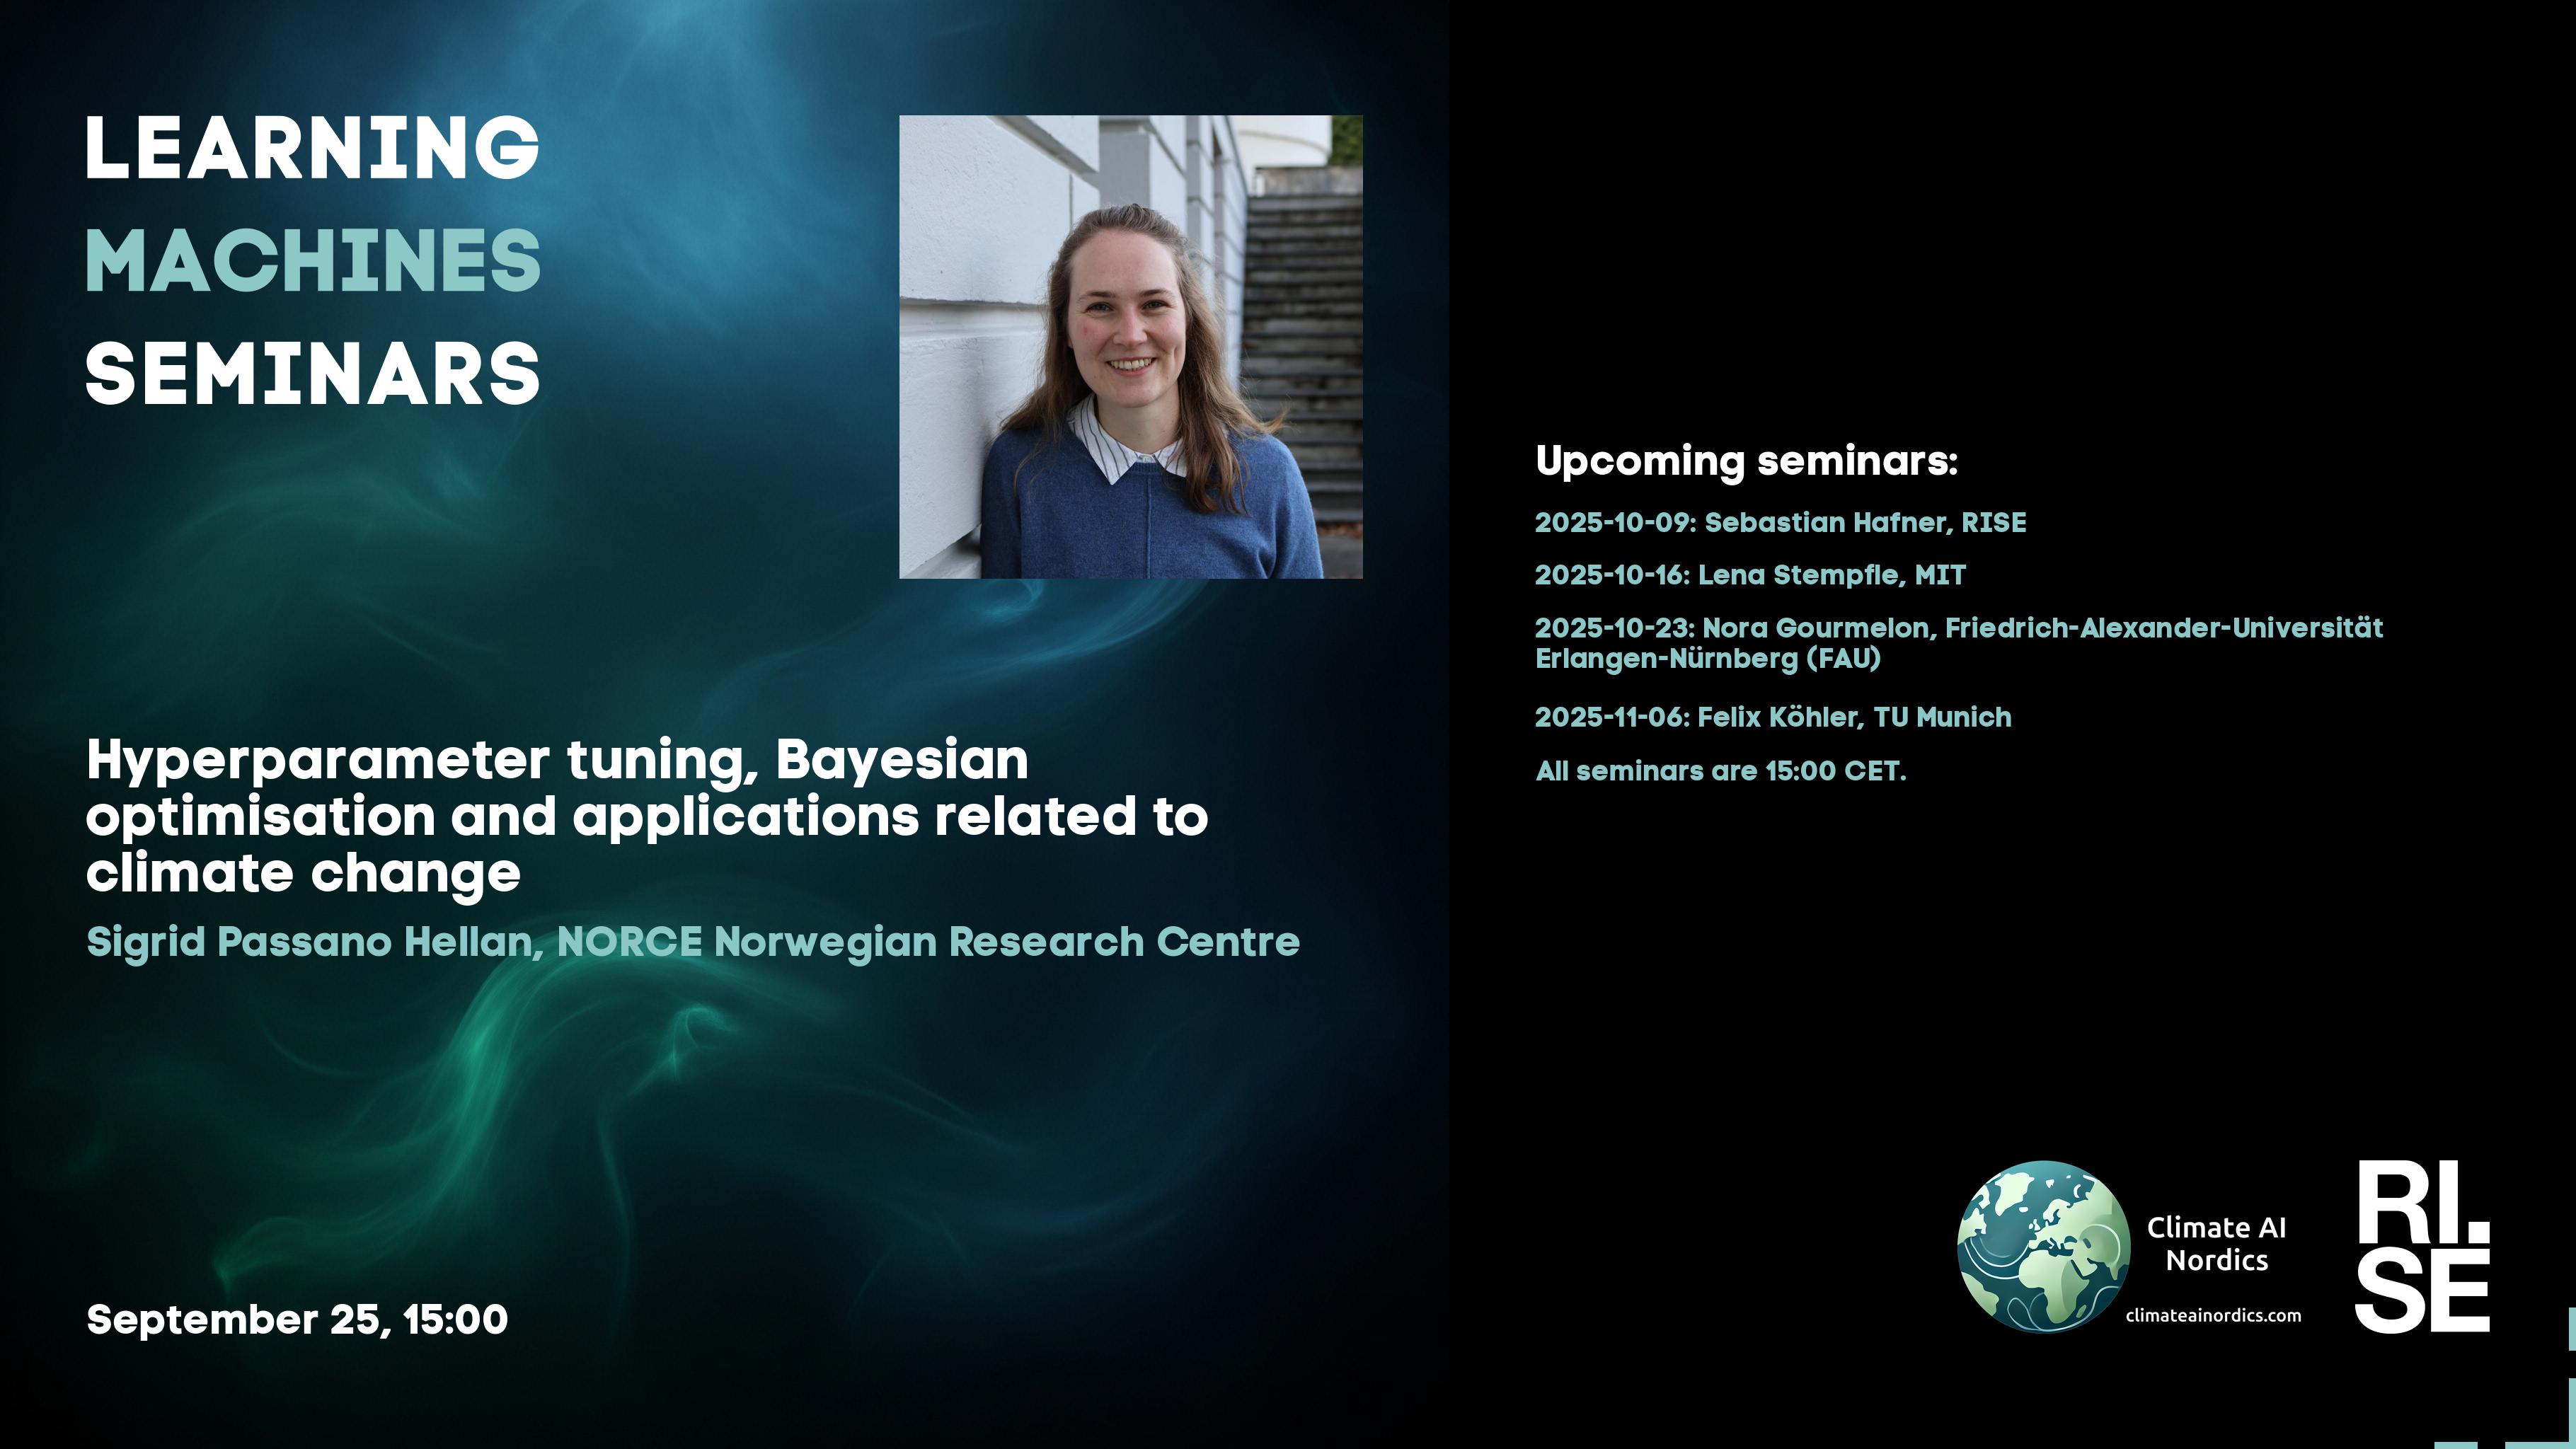 LEARNING
MACHINES
SEMINARS
Hyperparameter tuning, Bayesian
optimisation and applications related to
climate change
Sigrid Passano Hellan, NORCE Norwegian Research Centre
September 25, 15:00
Upcoming seminars:
2025-10-09: Sebastian Hafner, RISE
2025-10-16: Lena Stempfle, MIT
2025-10-23: Nora Gourmelon, Friedrich-Alexander-Universität
Erlangen-Nürnberg (FAU)
2025-11-06: Felix Köhler, TU Munich
All seminars are 15:00 CET.
Climate AI
Nordics
climateainordics.com
RI.
SE